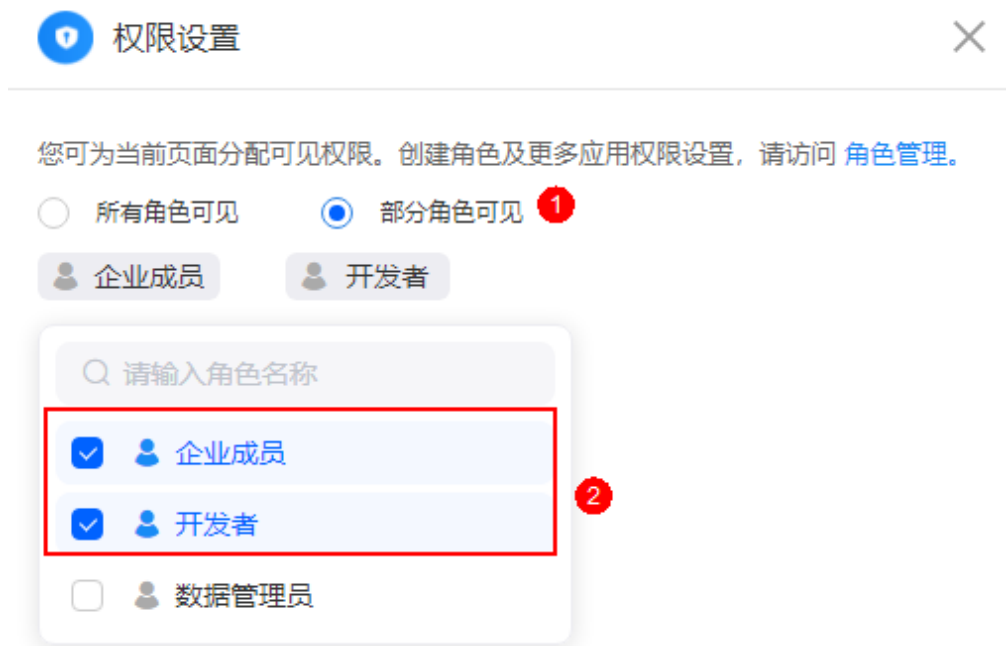 权限设置
您可为当前页面分配可见权限。创建角色及更多应用权限设置，请访问 角色管理。
所有角色可见 部分角色可见 1
企业成员 开发者
请输入角色名称
企业成员
2
开发者
数据管理员